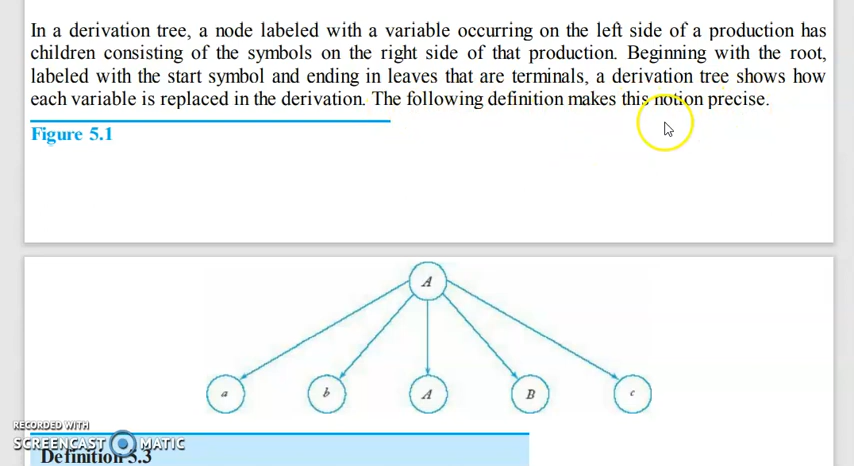 In a derivation tree, a node labeled with a variable occurring on the left side of a production has
children consisting of the symbols on the right side of that production. Beginning with the root,
labeled with the start symbol and ending in leaves that are terminals, a derivation tree shows how
each variable is replaced in the derivation. The following definition makes this notion precise.
Figure 5.1
A
a b A B c
RECORDED WITH
SCREENCAST MATIC
Definition 5.3